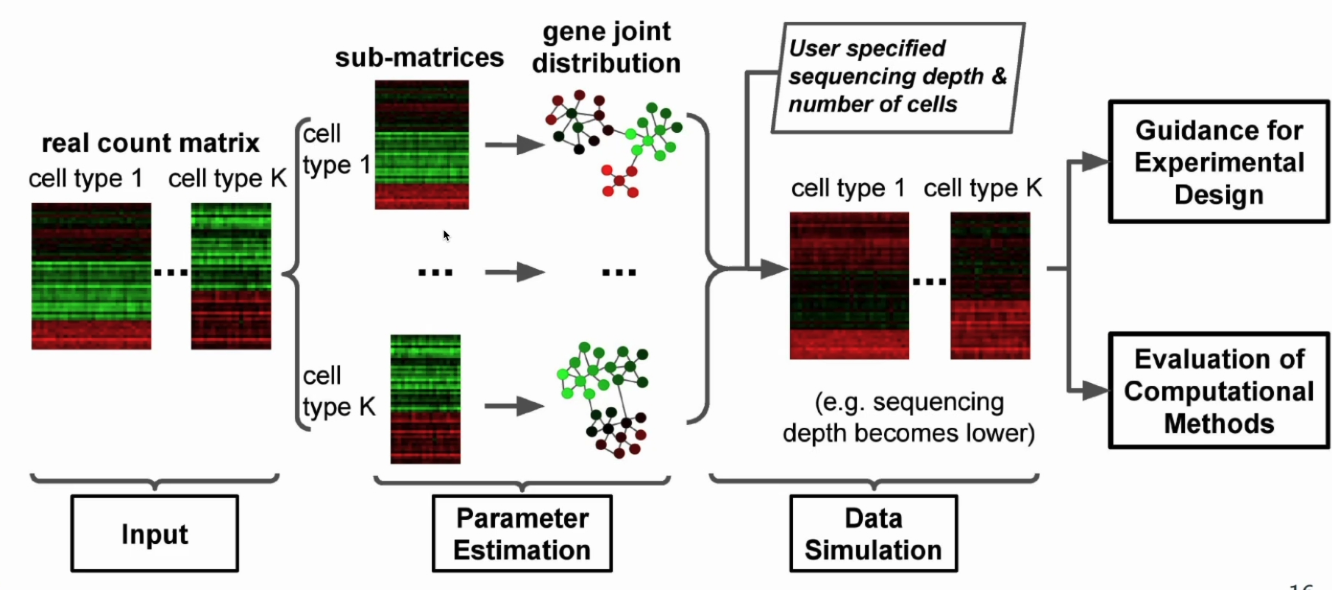 real count matrix
cell type 1
cell type K
sub-matrices
cell
type 1
cell
type K
gene joint
distribution
User specified
sequencing depth &
number of cells
cell type 1
cell type K
(e.g. sequencing
depth becomes lower)
Guidance for
Experimental
Design
Evaluation of
Computational
Methods
Input
Parameter
Estimation
Data
Simulation